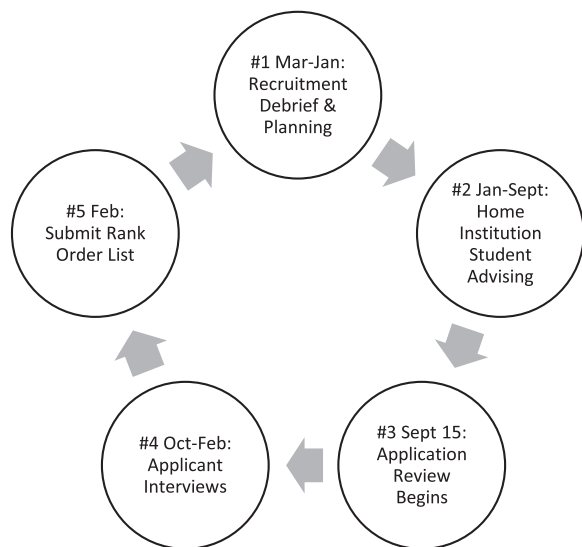 #1 Mar-Jan:
Recruitment
Debrief &
Planning
#2 Jan-Sept:
Home
Institution
Student
Advising
#3 Sept 15:
Application
Review
Begins
#4 Oct-Feb:
Applicant
Interviews
#5 Feb:
Submit Rank
Order List